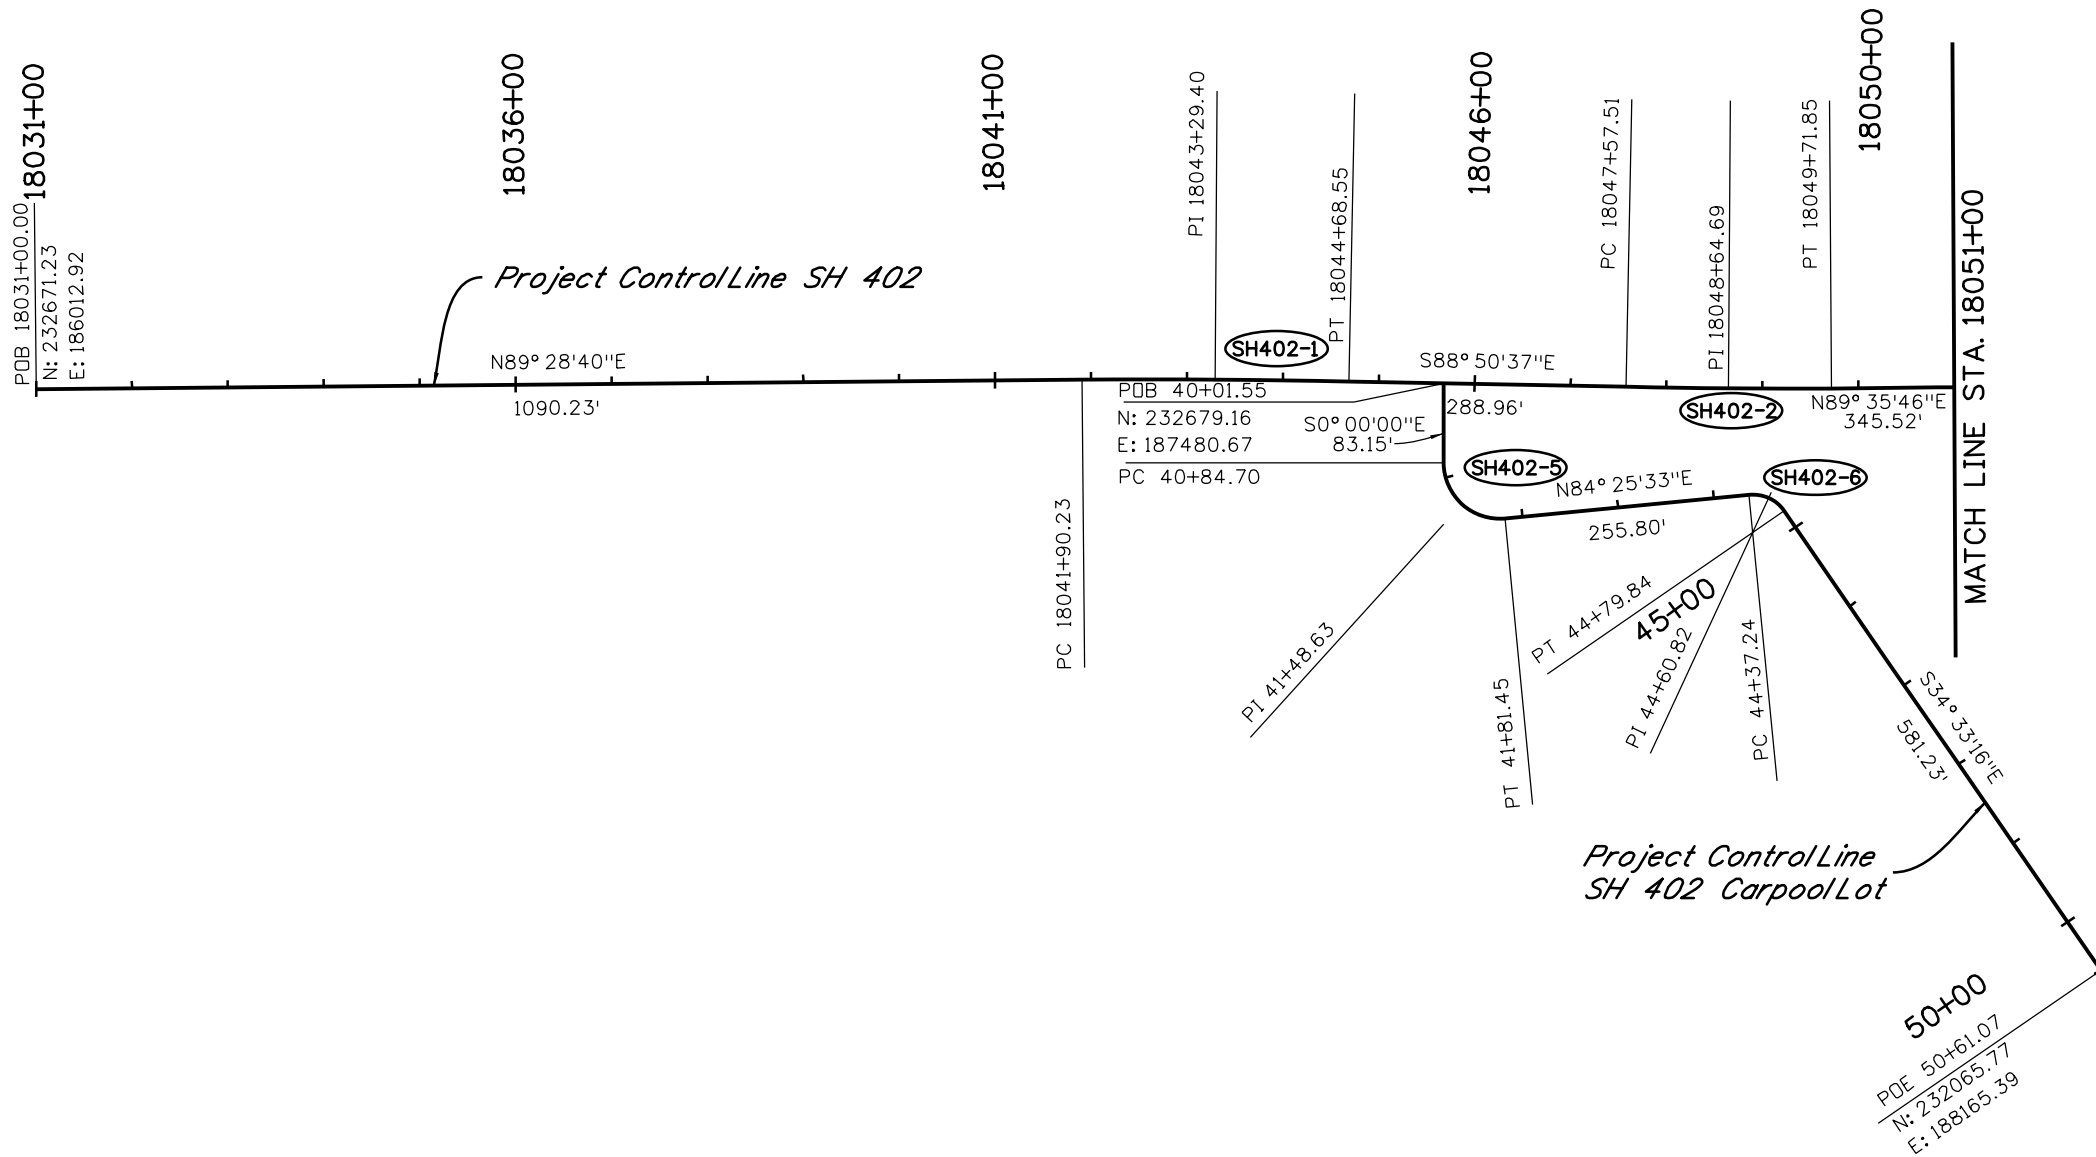 18031+00
18036+00
18041+00
18046+00
18050+00
POB 18031+00.00
N: 232671.23
E: 186012.92
Project Control Line SH 402
N89° 28'40"E
1090.23'
PC 18041+90.23
PI 18043+29.40
SH402-1
PT 18044+68.55
S88° 50'37"E
288.96'
PC 18047+57.51
PI 18048+64.69
SH402-2
PT 18049+71.85
N89° 35'46"E
345.52'
MATCH LINE STA. 18051+00
POB 40+01.55
N: 232679.16
E: 187480.67
S0° 00'00"E
83.15'
PC 40+84.70
SH402-5
PI 41+48.63
PT 41+81.45
N84° 25'33"E
255.80'
SH402-6
PT 44+79.84
45+00
PI 44+60.82
PC 44+37.24
S34° 33'16"E
581.23'
Project Control Line
SH 402 Carpool Lot
50+00
POE 50+61.07
N: 232065.77
E: 188165.39